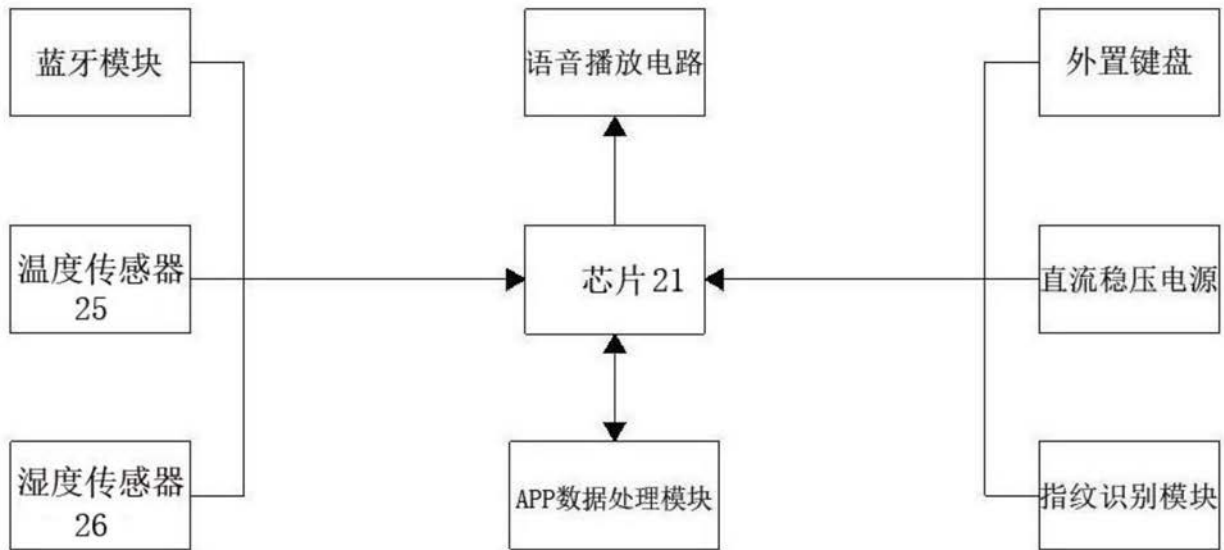 蓝牙模块
语音播放电路
外置键盘
温度传感器
25
芯片21
直流稳压电源
湿度传感器
26
APP数据处理模块
指纹识别模块